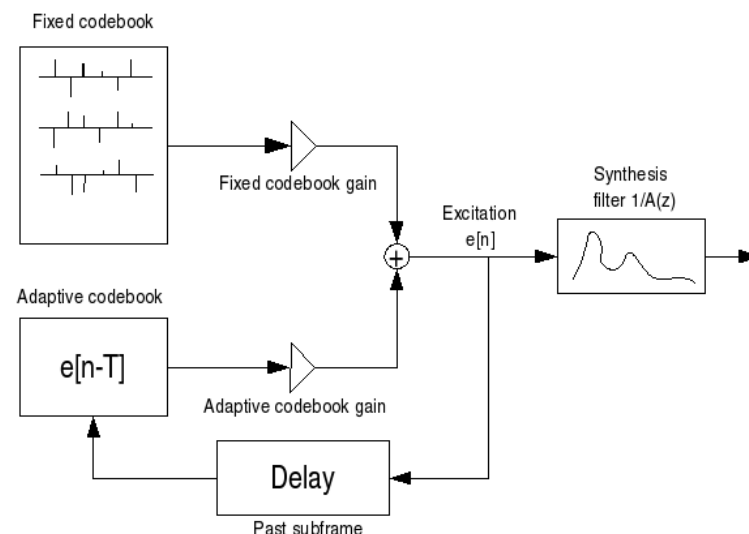 Fixed codebook
Fixed codebook gain
Synthesis
filter 1/A(z)
Excitation
e[n]
+
Adaptive codebook
e[n-T]
Adaptive codebook gain
Delay
Past subframe